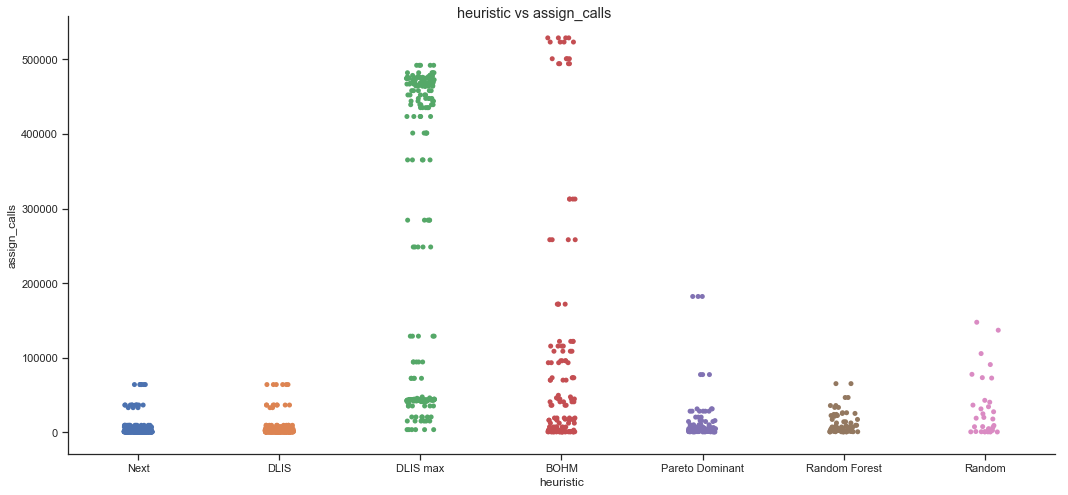 heuristic vs assign_calls
500000
400000
300000
200000
100000
0
assign_calls
Next DLIS DLIS max BOHM Pareto Dominant Random Forest Random
heuristic